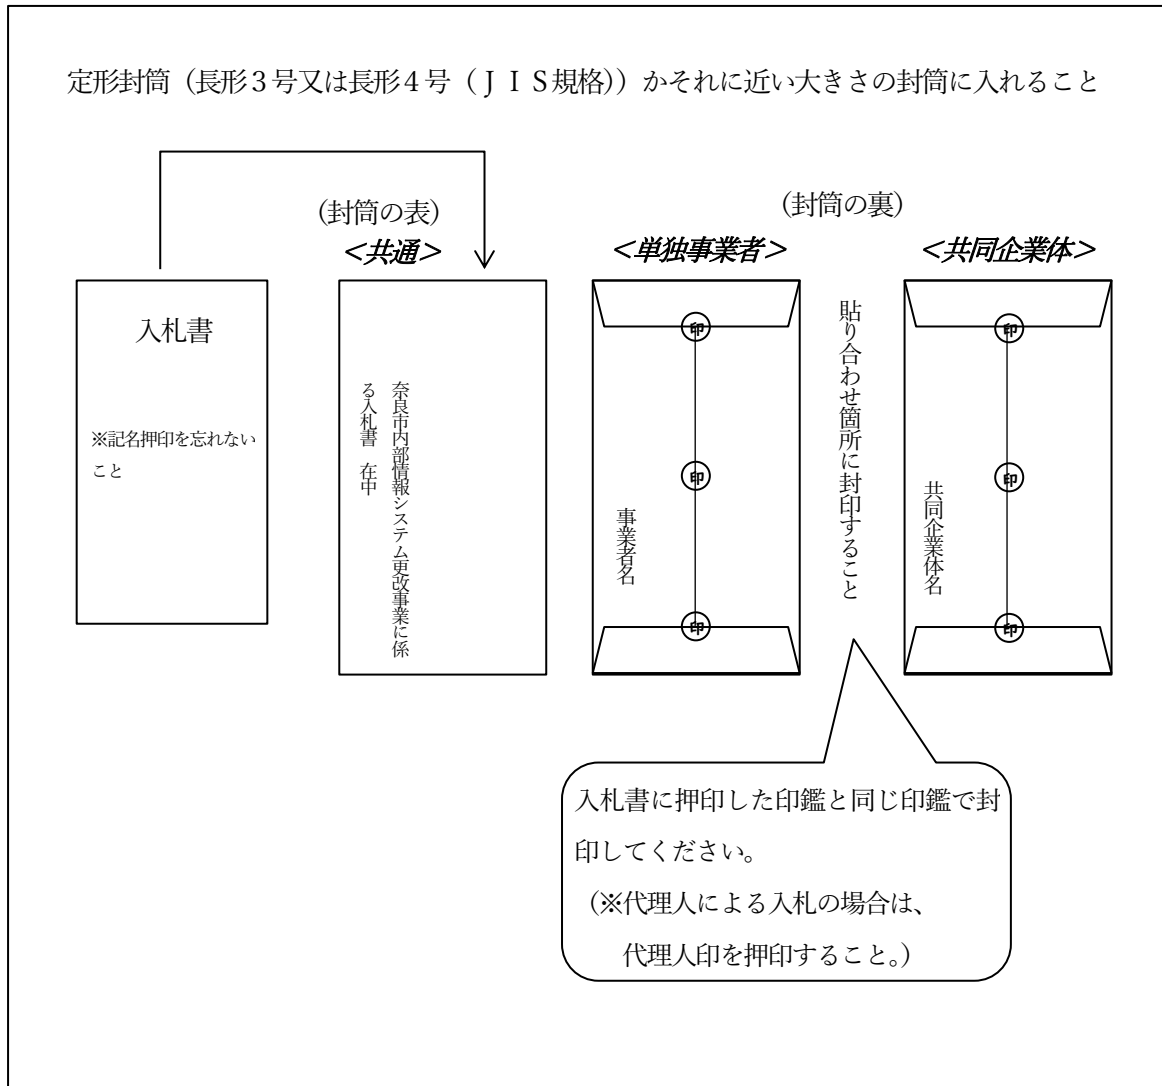 定形封筒（長形３号又は長形４号（ＪＩＳ規格））かそれに近い大きさの封筒に入れること
（封筒の表）
（封筒の裏）
＜共通＞
＜単独事業者＞
＜共同企業体＞
入札書
※記名押印を忘れない
こと
奈良市内部情報システム更改事業に係
る入札書　在中
印
印
印
事業者名
貼り合わせ箇所に封印すること
印
印
印
共同企業体名
入札書に押印した印鑑と同じ印鑑で封
印してください。
（※代理人による入札の場合は、
代理人印を押印すること。）